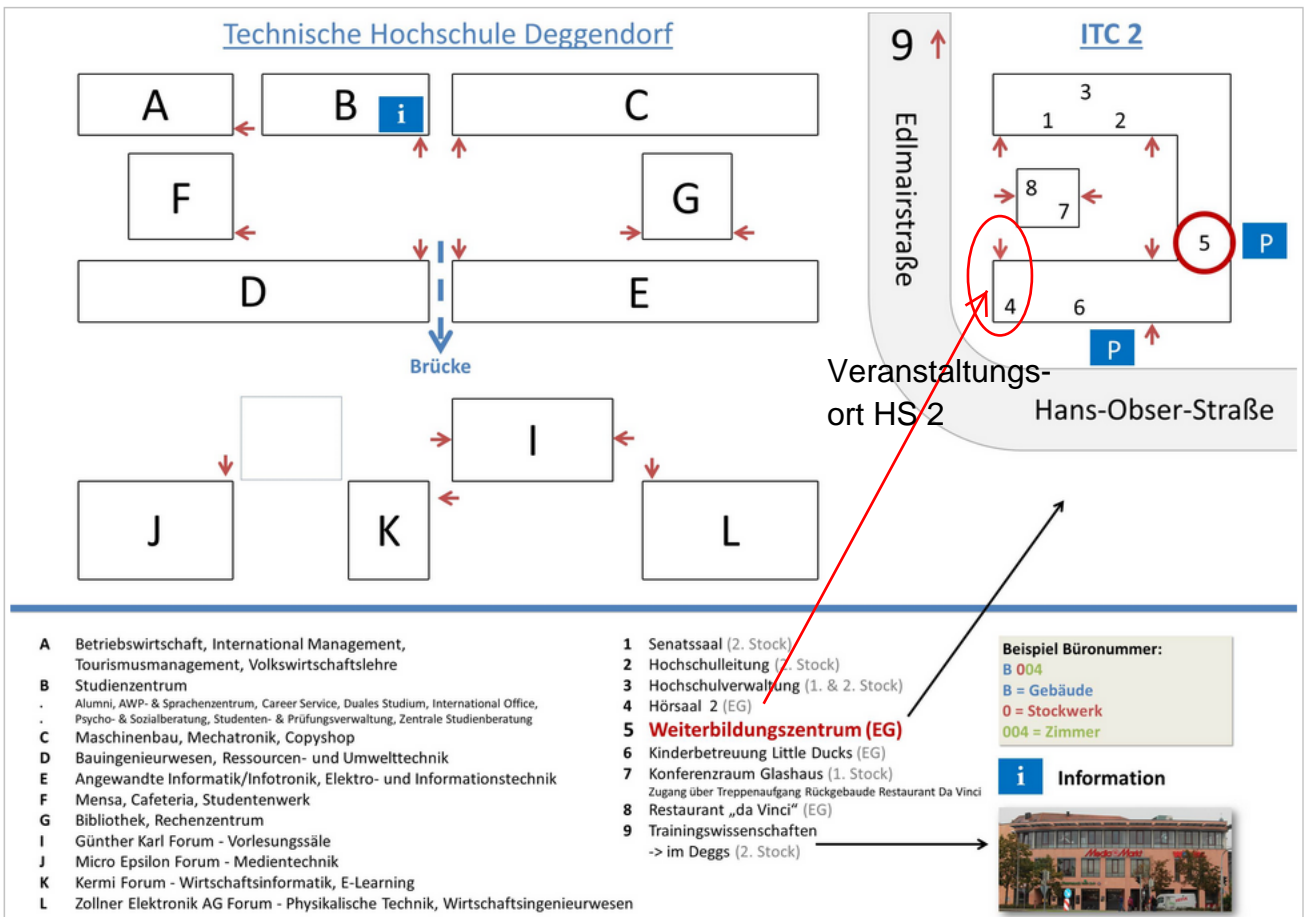 Technische Hochschule Deggendorf
A
B
i
C
F
G
D
E
Brücke
I
J
K
L
9
Edlmairstraße
ITC 2
3
1
2
8
7
5
P
4
6
P
Veranstaltungs-
ort HS 2
Hans-Obser-Straße
A Betriebswirtschaft, International Management,
Tourismusmanagement, Volkswirtschaftslehre
B Studienzentrum
. Alumni, AWP- & Sprachenzentrum, Career Service, Duales Studium, International Office,
. Psycho- & Sozialberatung, Studenten- & Prüfungsverwaltung, Zentrale Studienberatung
C Maschinenbau, Mechatronik, Copyshop
D Bauingenieurwesen, Ressourcen- und Umwelttechnik
E Angewandte Informatik/Infotronik, Elektro- und Informationstechnik
F Mensa, Cafeteria, Studentenwerk
G Bibliothek, Rechenzentrum
I Günther Karl Forum - Vorlesungssäle
J Micro Epsilon Forum - Medientechnik
K Kermi Forum - Wirtschaftsinformatik, E-Learning
L Zollner Elektronik AG Forum - Physikalische Technik, Wirtschaftsingenieurwesen
1 Senatssaal (2. Stock)
2 Hochschulleitung (2. Stock)
3 Hochschulverwaltung (1. & 2. Stock)
4 Hörsaal 2 (EG)
5 Weiterbildungszentrum (EG)
6 Kinderbetreuung Little Ducks (EG)
7 Konferenzraum Glashaus (1. Stock)
Zugang über Treppenaufgang Rückgebaude Restaurant Da Vinci
8 Restaurant „da Vinci“ (EG)
9 Trainingswissenschaften
-> im Deggs (2. Stock)
Beispiel Büronummer:
B 004
B = Gebäude
0 = Stockwerk
004 = Zimmer
i Information
Media Markt